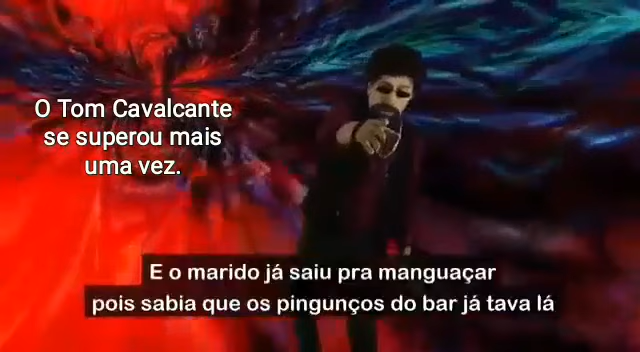 O Tom Cavalcante
se superou mais
uma vez.
E o marido já saiu pra manguaçar
pois sabia que os pingunços do bar já tava lá